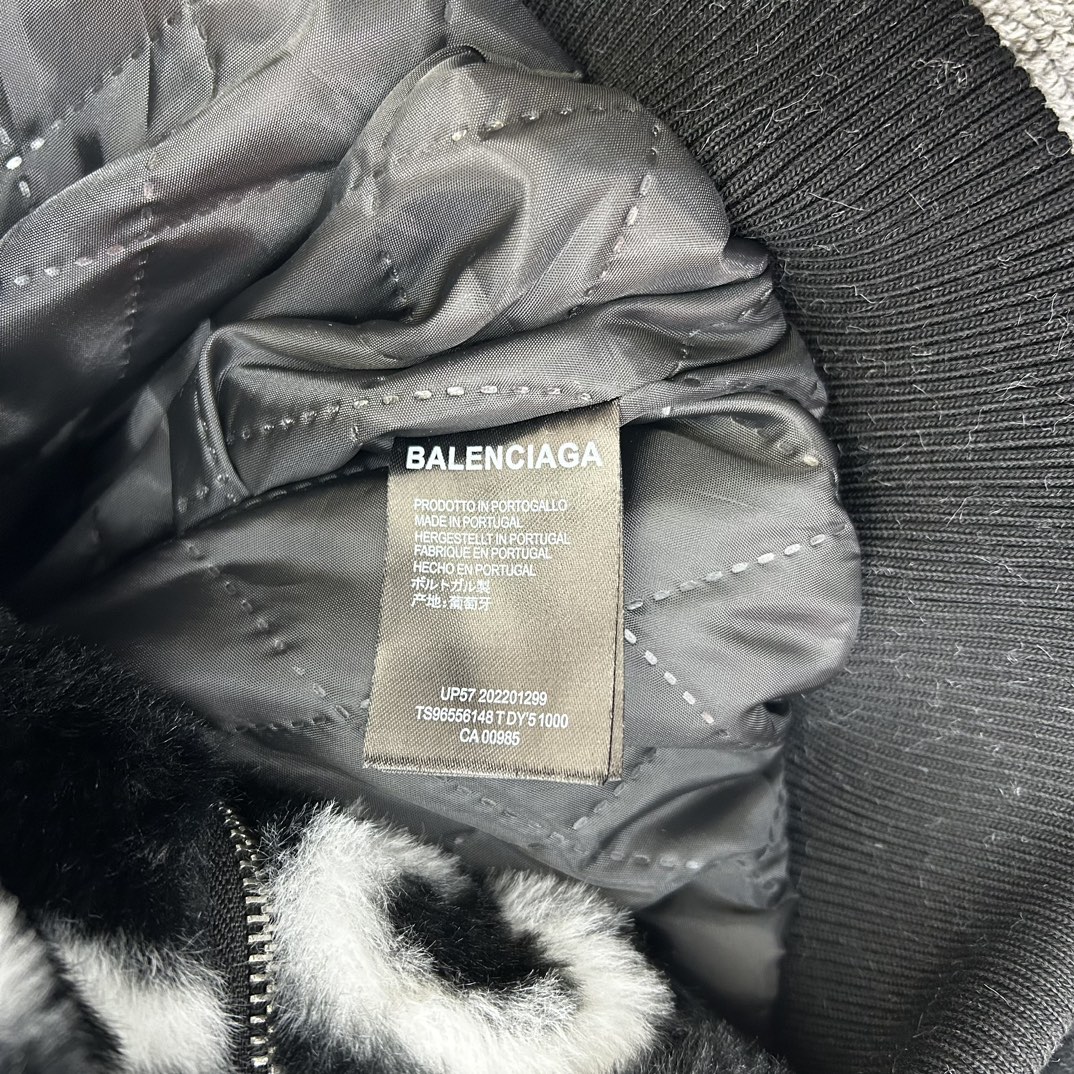 BALENCIAGA
PRODOTTO IN PORTOGALLO
MADE IN PORTUGAL
HERGESTELLT IN PORTUGAL
FABRIQUE EN PORTUGAL
HECHO EN PORTUGAL
ポルトガル製
产地:葡萄牙
UP57 202201299
TS96556148 T DY'5 1000
CA 00985